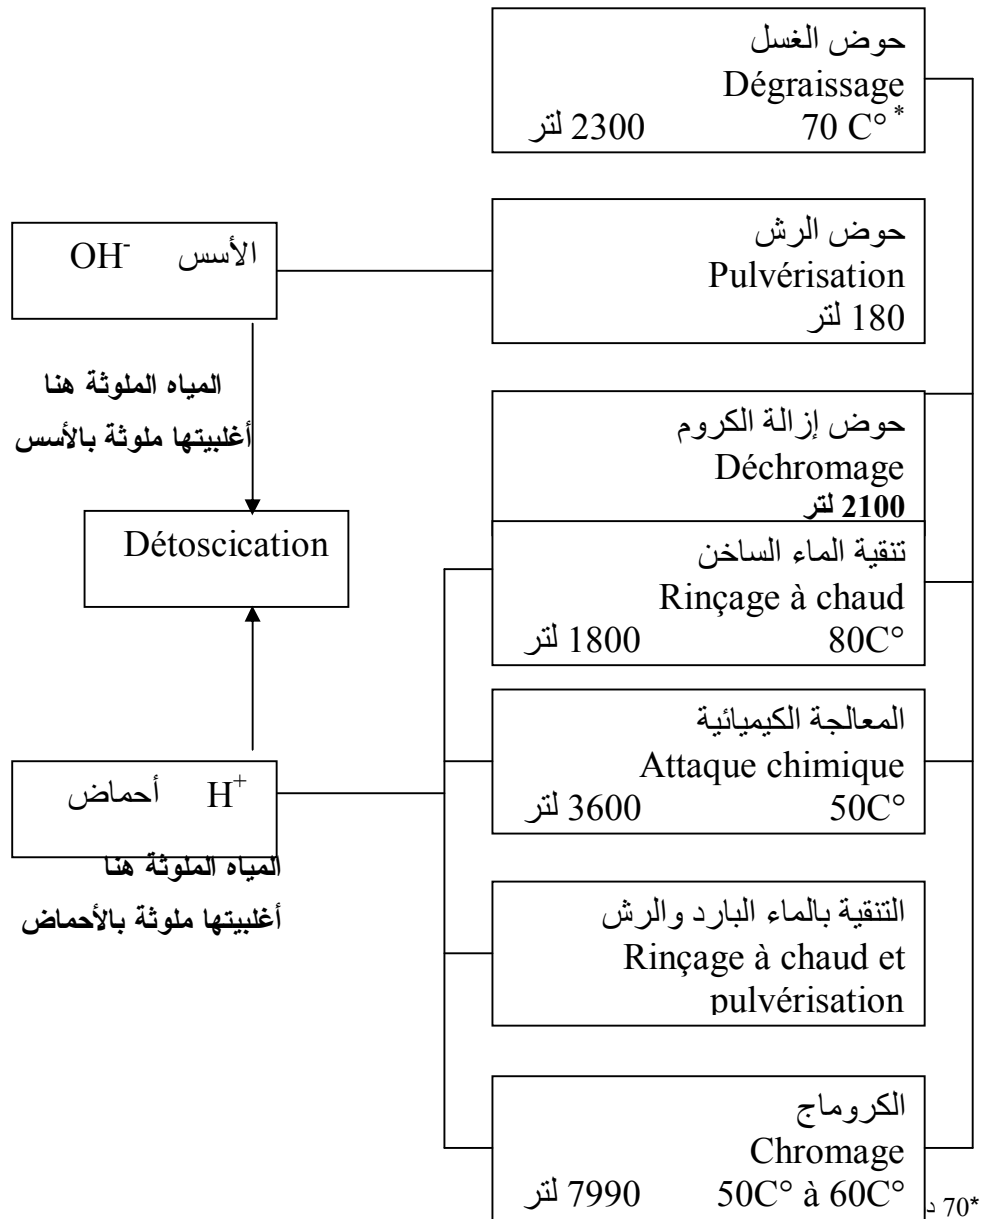 حوض الغسل
Dégraissage
70 C° * 2300 لتر
حوض الرش
Pulvérisation
180 لتر
الأسس OH-
المياه الملوثة هنا
أغلبيتها ملوثة بالأسس
حوض إزالة الكروم
Déchromage
2100 لتر
Détoscication
تنقية الماء الساخن
Rinçage à chaud
80C° 1800 لتر
المعالجة الكيميائية
Attaque chimique
50C° 3600 لتر
H+ أحماض
المياه الملوثة هنا
أغلبيتها ملوثة بالأحماض
التنقية بالماء البارد والرش
Rinçage à chaud et
pulvérisation
الكروماج
Chromage
50C° à 60C° 7990 لتر
*70 د